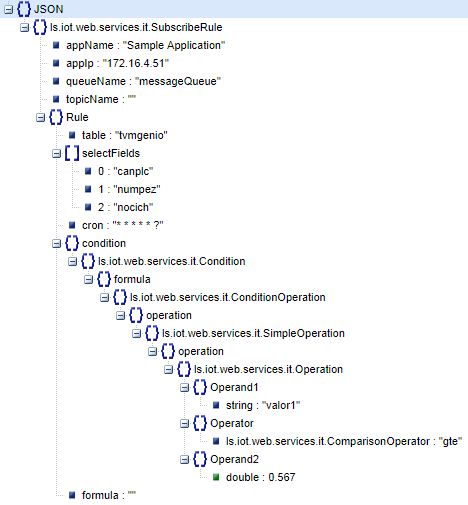 JSON
ls.iot.web.services.it.SubscribeRule
appName : "Sample Application"
appIp : "172.16.4.51"
queueName : "messageQueue"
topicName : ""
Rule
table : "tvmgenio"
selectFields
0 : "canplc"
1 : "numpez"
2 : "nocich"
cron : "* * * * * ?"
condition
ls.iot.web.services.it.Condition
formula
ls.iot.web.services.it.ConditionOperation
operation
ls.iot.web.services.it.SimpleOperation
operation
ls.iot.web.services.it.Operation
Operand1
string : "valor1"
Operator
ls.iot.web.services.it.ComparisonOperator : "gte"
Operand2
double : 0.567
formula : ""